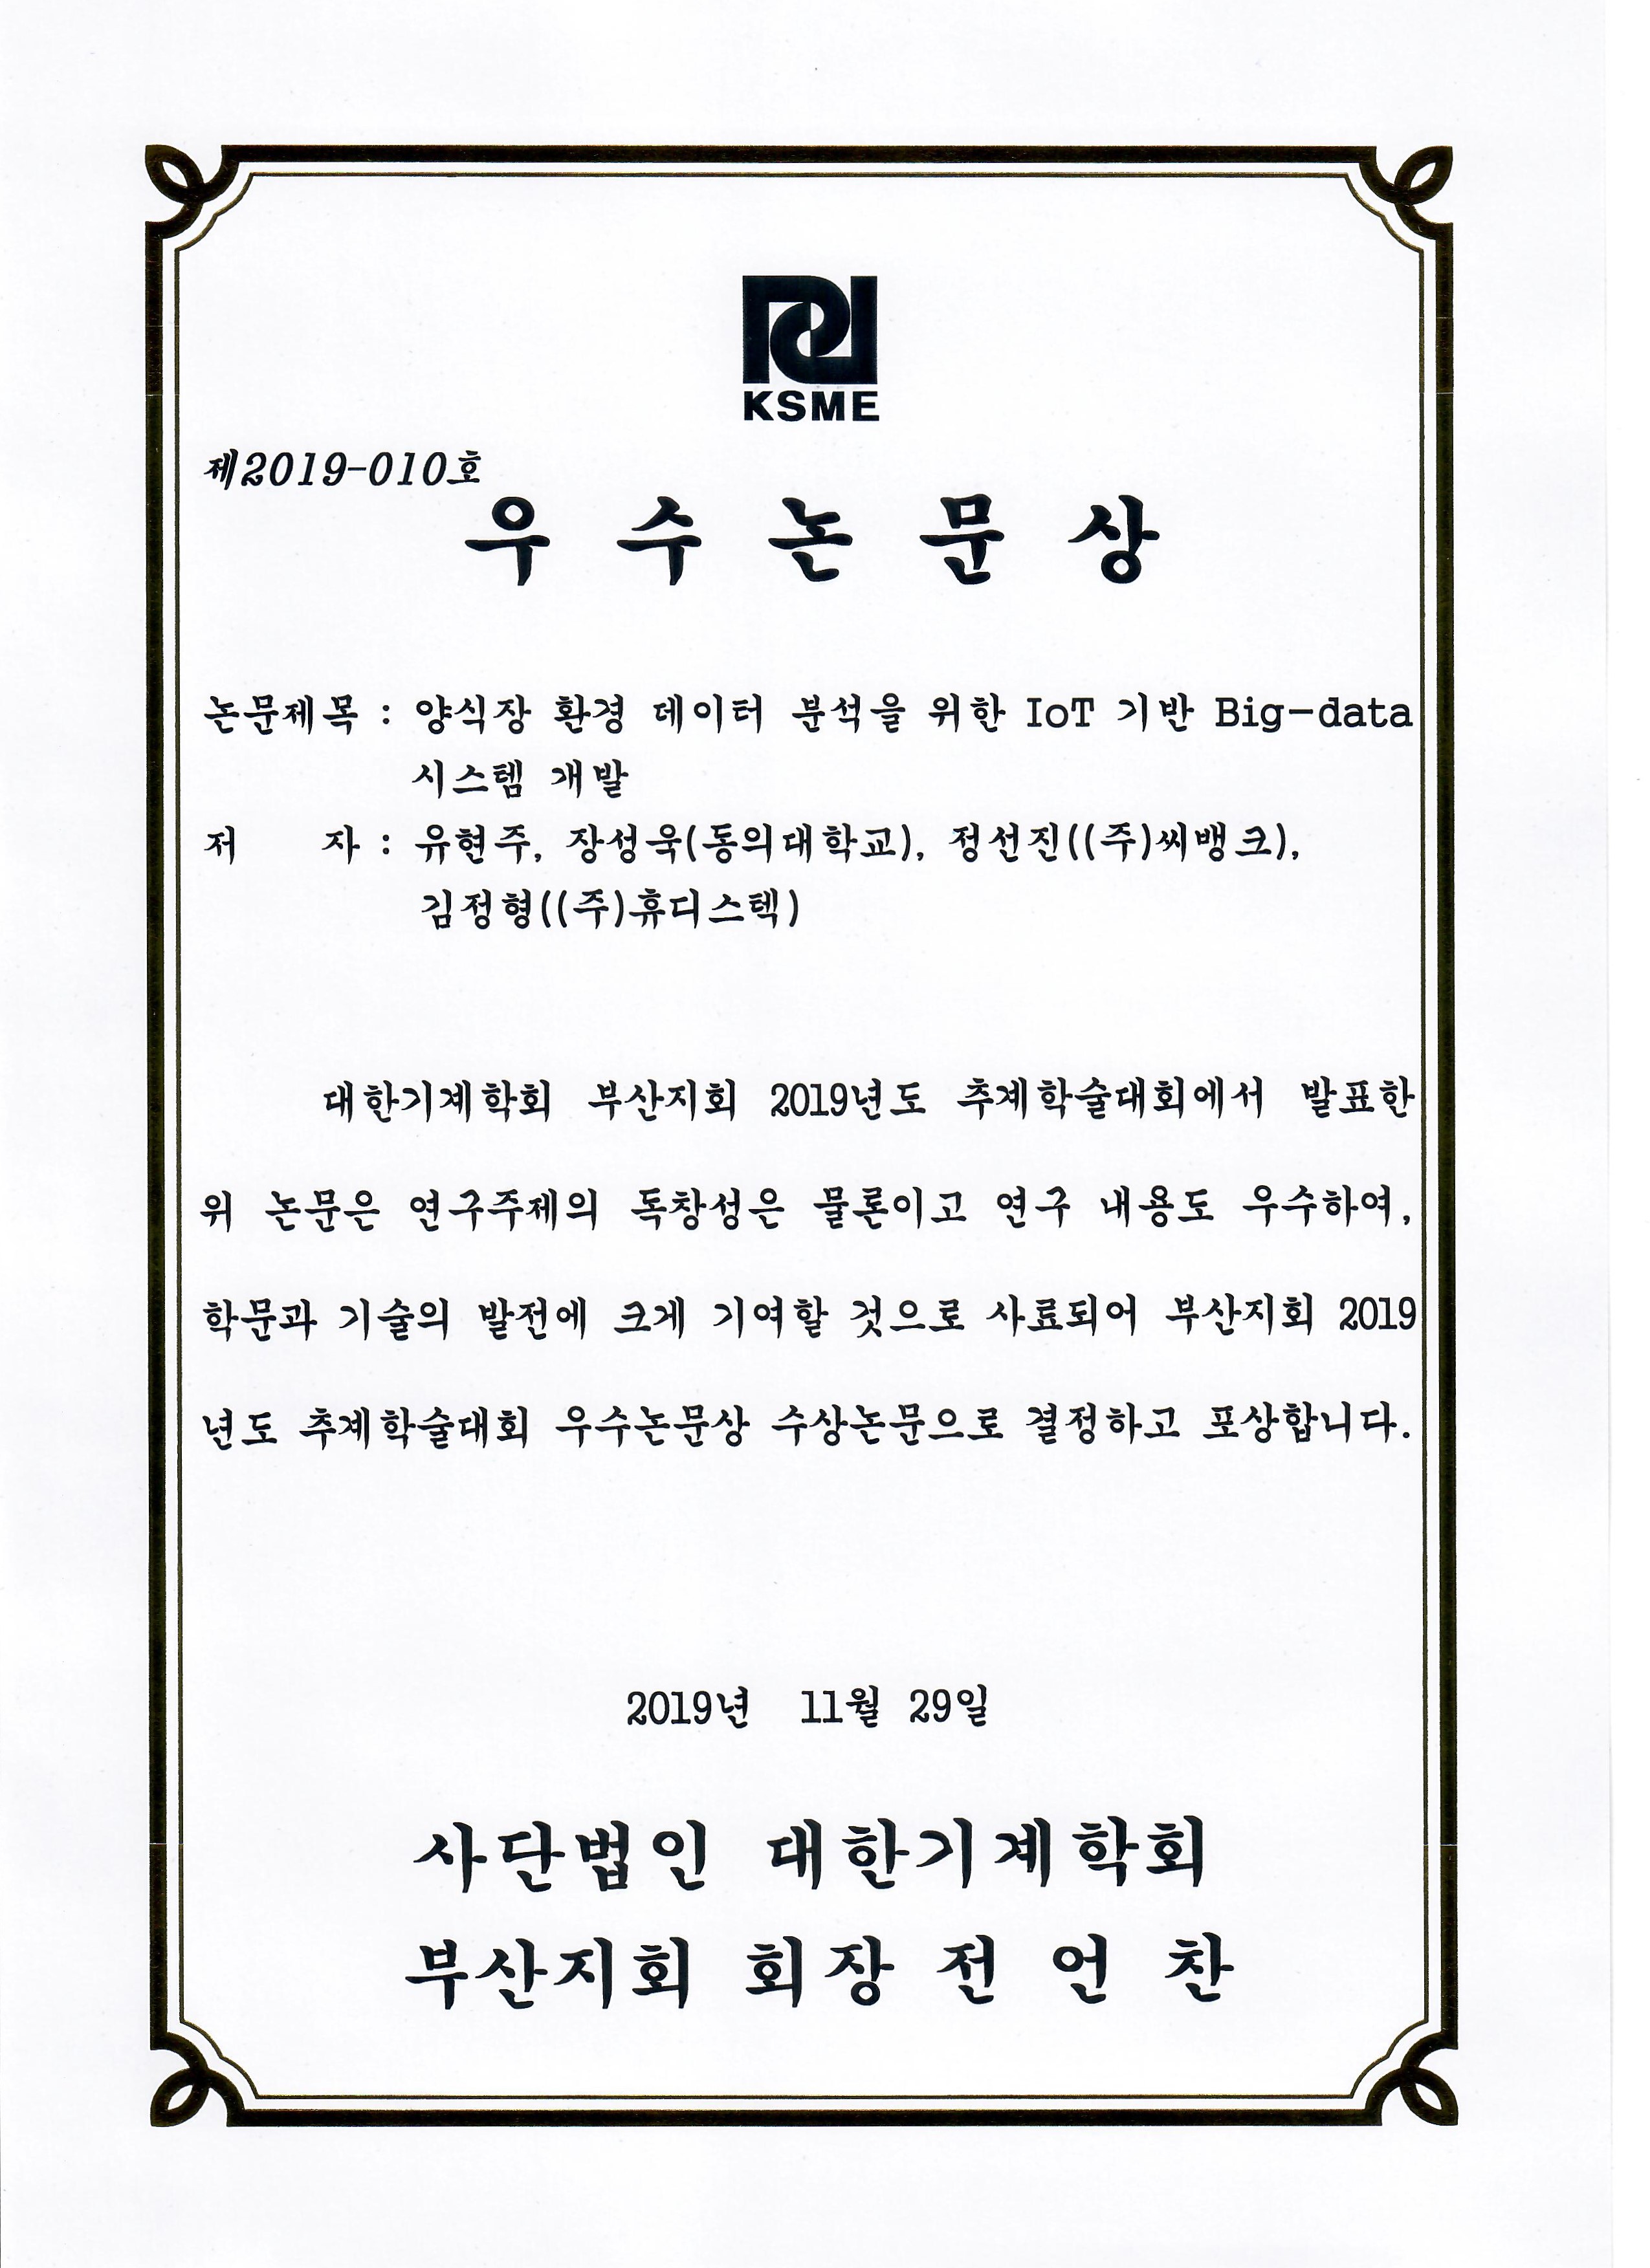 KSME
제2019-010호
우 수 논 문 상
논문제목 : 양식장 환경 데이터 분석을 위한 IoT 기반 Big-data
시스템 개발
저 자 : 유현주, 장성욱(동의대학교), 정선진((주)씨뱅크),
김정형((주)휴디스텍)
대한기계학회 부산지회 2019년도 추계학술대회에서 발표한
위 논문은 연구주제의 독창성은 물론이고 연구 내용도 우수하여,
학문과 기술의 발전에 크게 기여할 것으로 사료되어 부산지회 2019
년도 추계학술대회 우수논문상 수상논문으로 결정하고 포상합니다.
2019년 11월 29일
사단법인 대한기계학회
부산지회 회장 전 언 찬